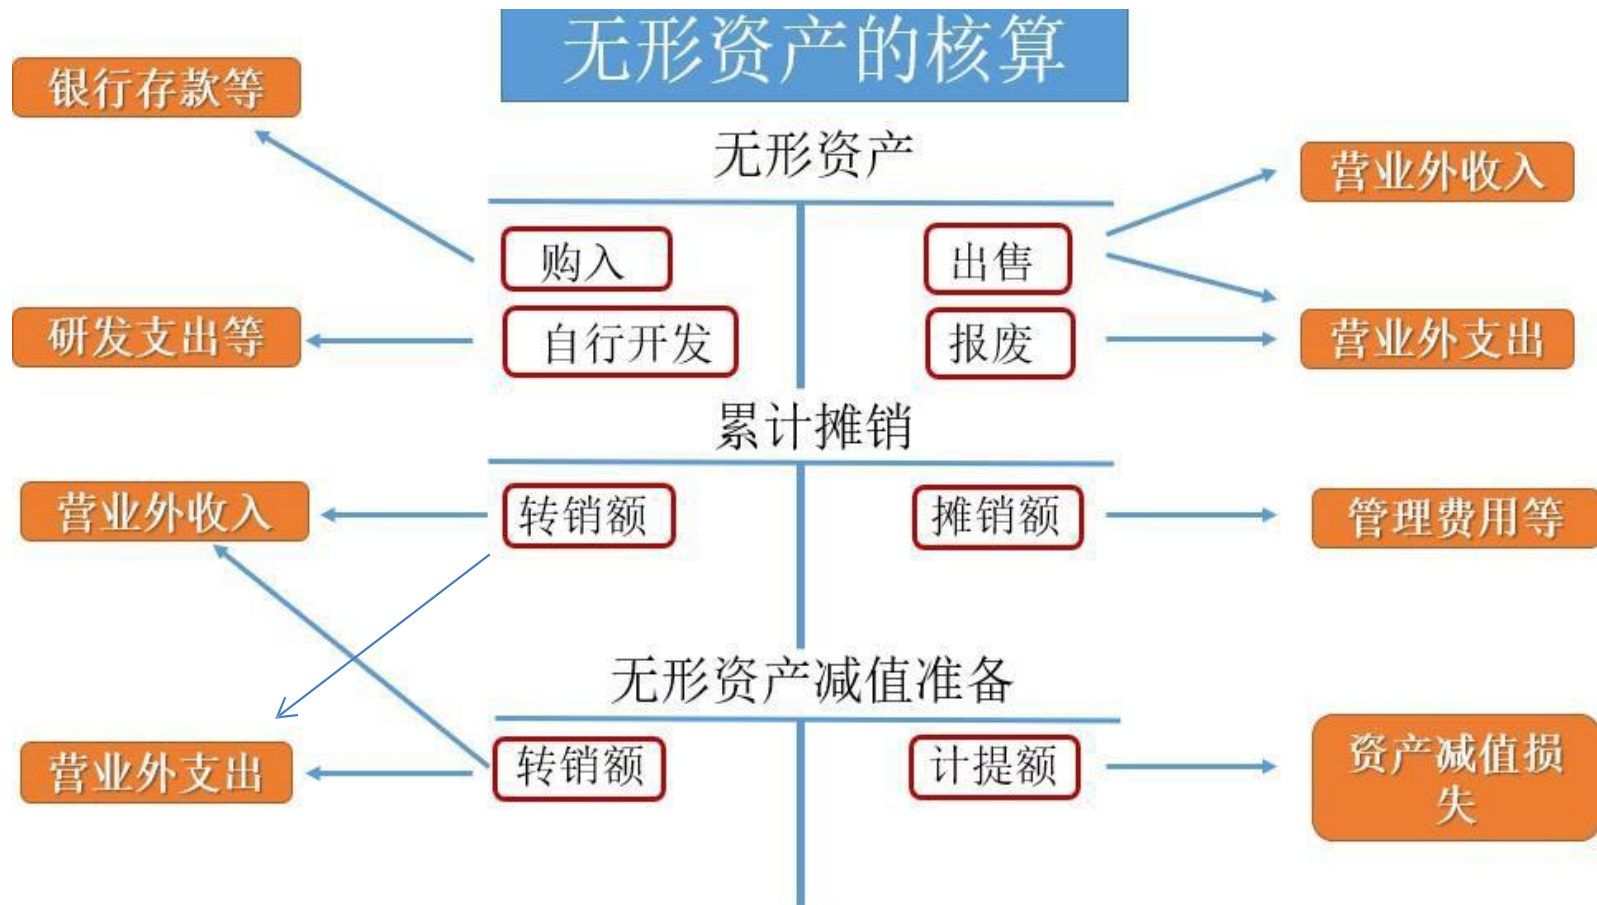 无形资产的核算
银行存款等
无形资产
营业外收入
购入
出售
研发支出等
自行开发
报废
营业外支出
累计摊销
营业外收入
转销额
摊销额
管理费用等
无形资产减值准备
营业外支出
转销额
计提额
资产减值损
失